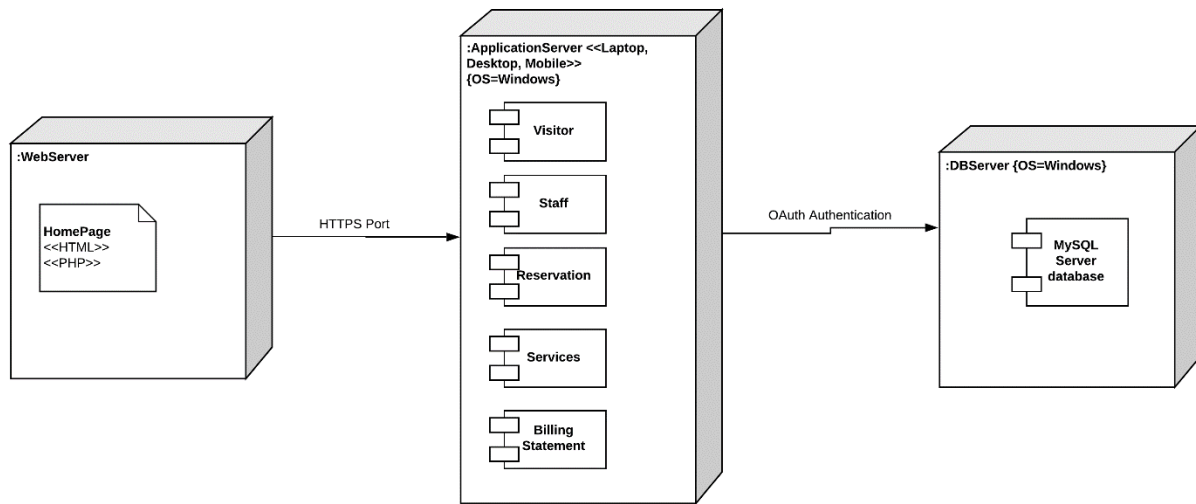 :WebServer
HomePage
<<HTML>>
<<PHP>>
HTTPS Port
:ApplicationServer <<Laptop,
Desktop, Mobile>>
{OS=Windows}
Visitor
Staff
Reservation
Services
Billing
Statement
OAuth Authentication
:DBServer {OS=Windows}
MySQL
Server
database